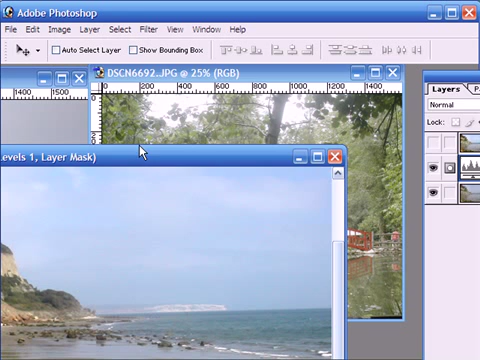 Adobe Photoshop
File Edit Image Layer Select Filter View Window Help
Auto Select Layer Show Bounding Box
DSCN6692.JPG @ 25% (RGB)
1400 1500
0 200 400 600 800 1000 1200 1400
Layers
Normal
Lock:
evels 1, Layer Mask)